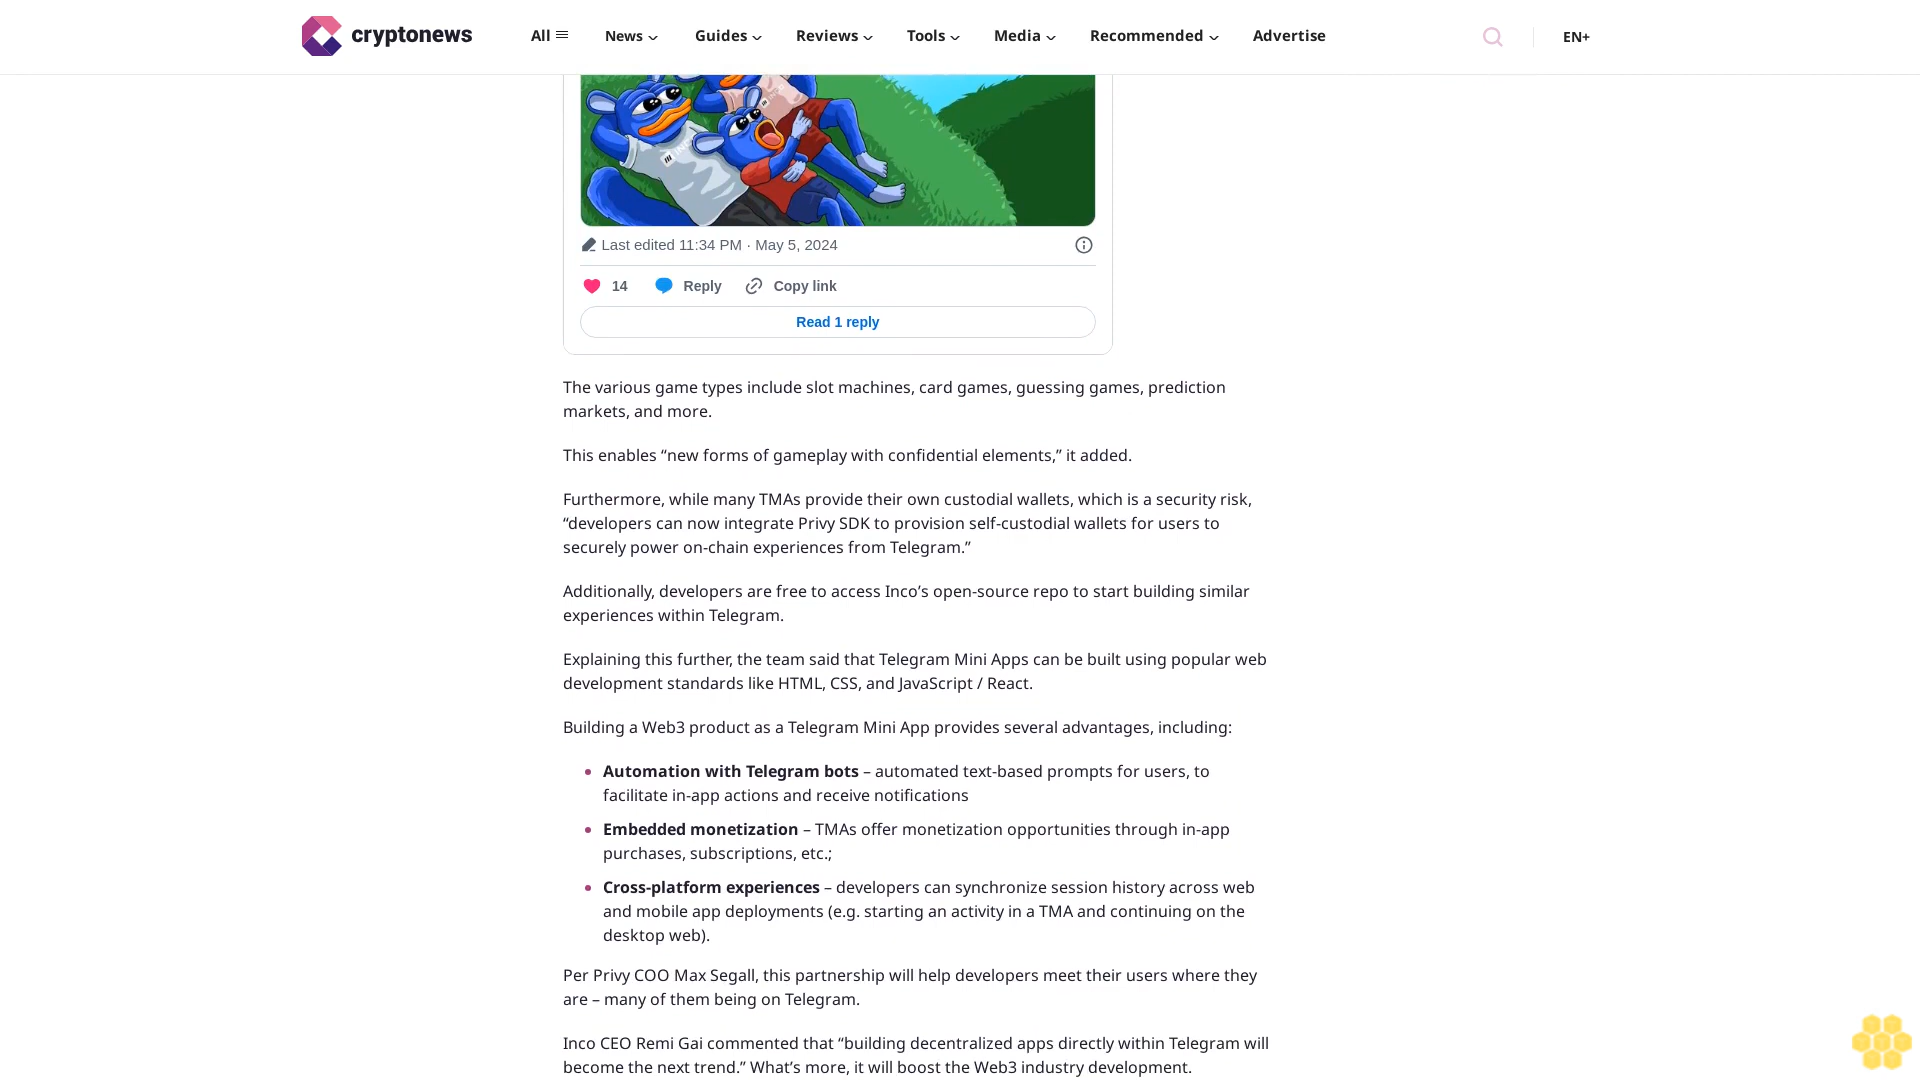 cryptonews
All
News
Guides
Reviews
Tools
Media
Recommended
Advertise
EN+
Last edited 11:34 PM · May 5, 2024
14
Reply
Copy link
Read 1 reply
The various game types include slot machines, card games, guessing games, prediction
markets, and more.
This enables “new forms of gameplay with confidential elements,” it added.
Furthermore, while many TMAs provide their own custodial wallets, which is a security risk,
“developers can now integrate Privy SDK to provision self-custodial wallets for users to
securely power on-chain experiences from Telegram.”
Additionally, developers are free to access Inco’s open-source repo to start building similar
experiences within Telegram.
Explaining this further, the team said that Telegram Mini Apps can be built using popular web
development standards like HTML, CSS, and JavaScript / React.
Building a Web3 product as a Telegram Mini App provides several advantages, including:
Automation with Telegram bots – automated text-based prompts for users, to
facilitate in-app actions and receive notifications
Embedded monetization – TMAs offer monetization opportunities through in-app
purchases, subscriptions, etc.;
Cross-platform experiences – developers can synchronize session history across web
and mobile app deployments (e.g. starting an activity in a TMA and continuing on the
desktop web).
Per Privy COO Max Segall, this partnership will help developers meet their users where they
are – many of them being on Telegram.
Inco CEO Remi Gai commented that “building decentralized apps directly within Telegram will
become the next trend.” What’s more, it will boost the Web3 industry development.